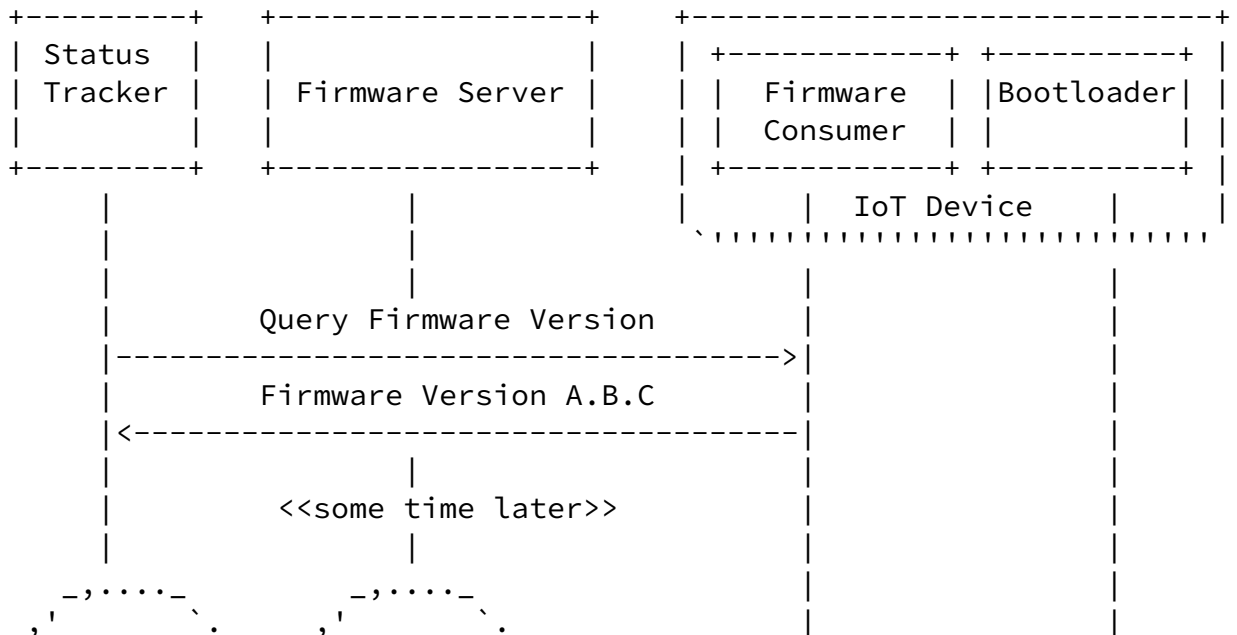 Status
Tracker Firmware Server Firmware Bootloader
Consumer
IoT Device
Query Firmware Version
Firmware Version A.B.C
<<some time later>>